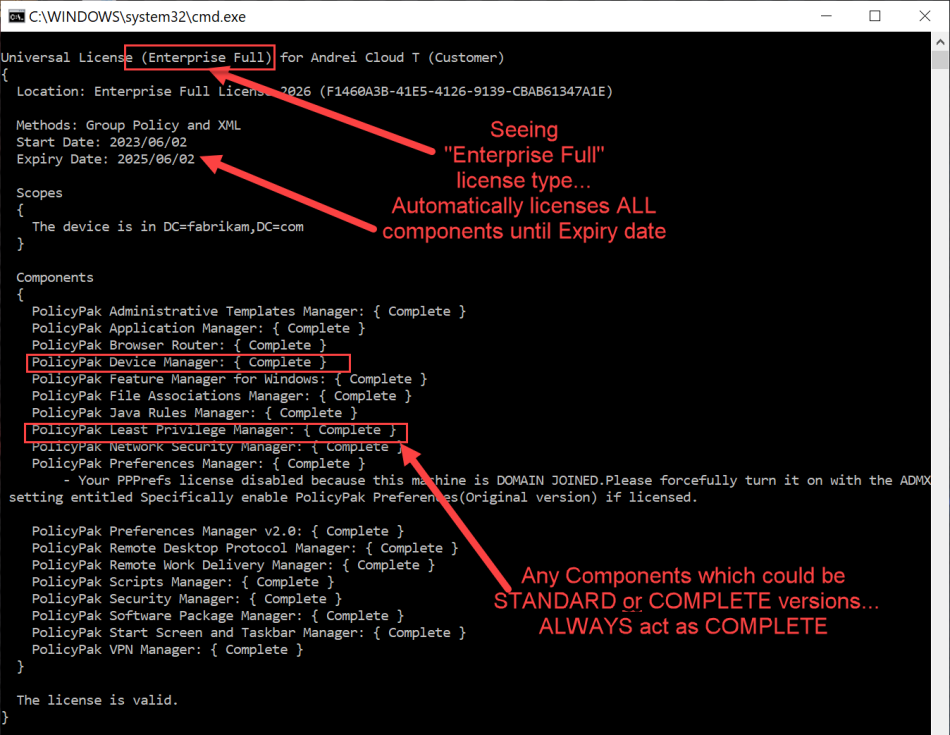 C:\WINDOWS\system32\cmd.exe
Universal License (Enterprise Full) for Andrei Cloud T (Customer)
{
Location: Enterprise Full License 2026 (F1460A3B-41E5-4126-9139-CBAB61347A1E)
Methods: Group Policy and XML
Start Date: 2023/06/02
Expiry Date: 2025/06/02
Seeing
"Enterprise Full"
license type...
Automatically licenses ALL
components until Expiry date
Scopes
{
The device is in DC=fabrikam,DC=com
}
Components
{
PolicyPak Administrative Templates Manager: { Complete }
PolicyPak Application Manager: { Complete }
PolicyPak Browser Router: { Complete }
PolicyPak Device Manager: { Complete }
PolicyPak Feature Manager for Windows: { Complete }
PolicyPak File Associations Manager: { Complete }
PolicyPak Java Rules Manager: { Complete }
PolicyPak Least Privilege Manager: { Complete }
PolicyPak Network Security Manager: { Complete }
PolicyPak Preferences Manager: { Complete }
- Your PPPrefs license disabled because this machine is DOMAIN JOINED.Please forcefully turn it on with the ADMX
setting entitled Specifically enable PolicyPak Preferences(Original version) if licensed.
PolicyPak Preferences Manager v2.0: { Complete }
PolicyPak Remote Desktop Protocol Manager: { Complete }
PolicyPak Remote Work Delivery Manager: { Complete }
PolicyPak Scripts Manager: { Complete }
PolicyPak Security Manager: { Complete }
PolicyPak Software Package Manager: { Complete }
PolicyPak Start Screen and Taskbar Manager: { Complete }
PolicyPak VPN Manager: { Complete }
}
Any Components which could be
STANDARD or COMPLETE versions...
ALWAYS act as COMPLETE
The license is valid.
}